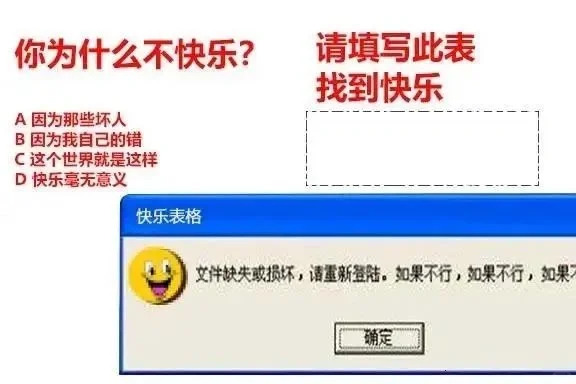 你为什么不快乐？
请填写此表
找到快乐
A 因为那些坏人
B 因为我自己的错
C 这个世界就是这样
D 快乐毫无意义
快乐表格
文件缺失或损坏，请重新登陆。如果不行，如果不行，如果不
确定